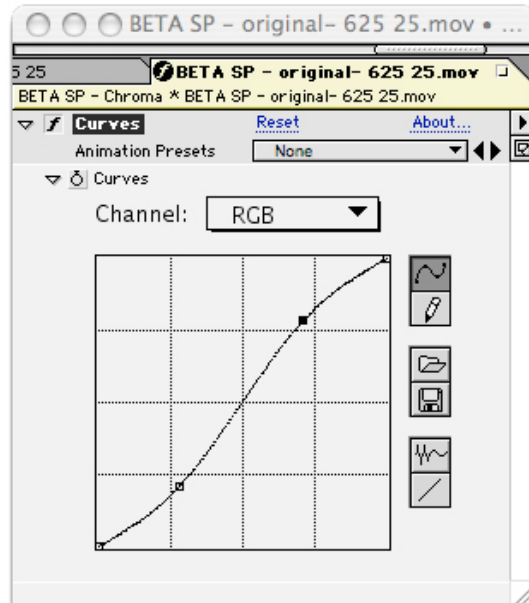 BETA SP – original– 625 25.mov • ...
5 25
BETA SP – original– 625 25.mov
BETA SP – Chroma * BETA SP – original– 625 25.mov
Curves Reset About...
Animation Presets None
Curves
Channel: RGB